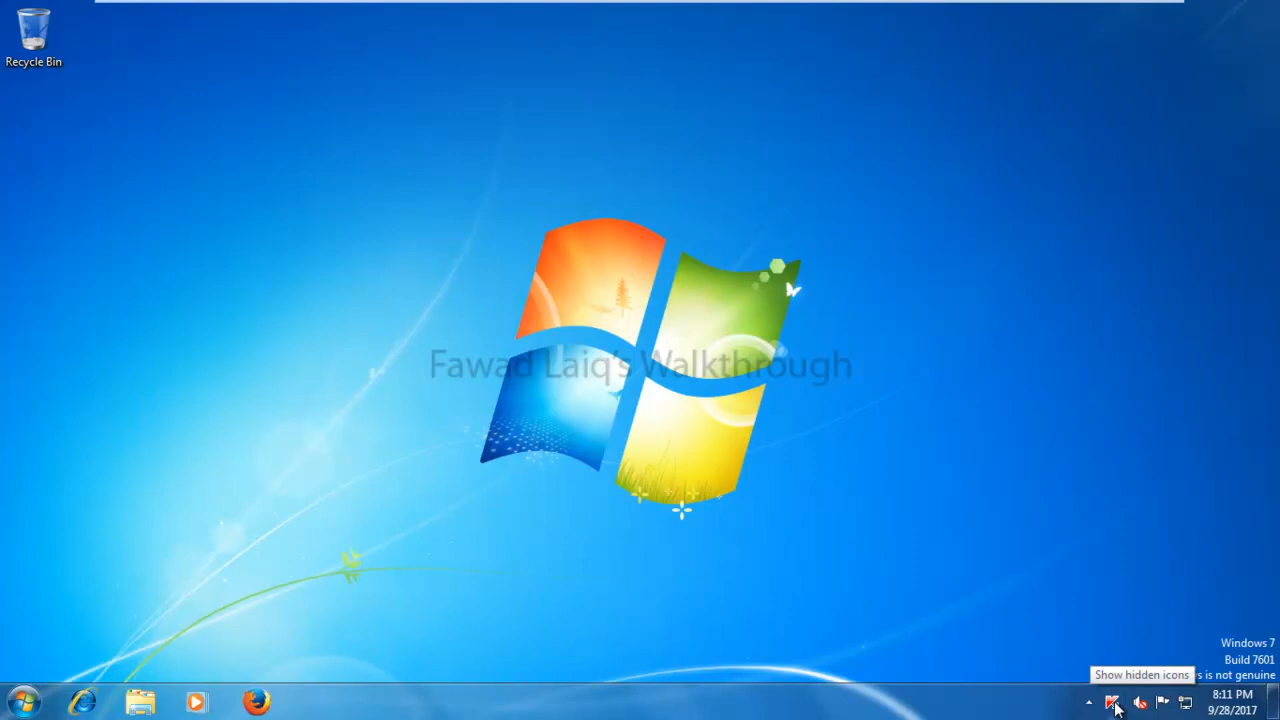 Recycle Bin
Fawad Laiq's Walkthrough
Windows 7
Build 7601
Show hidden icons
s is not genuine
8:11 PM
9/28/2017